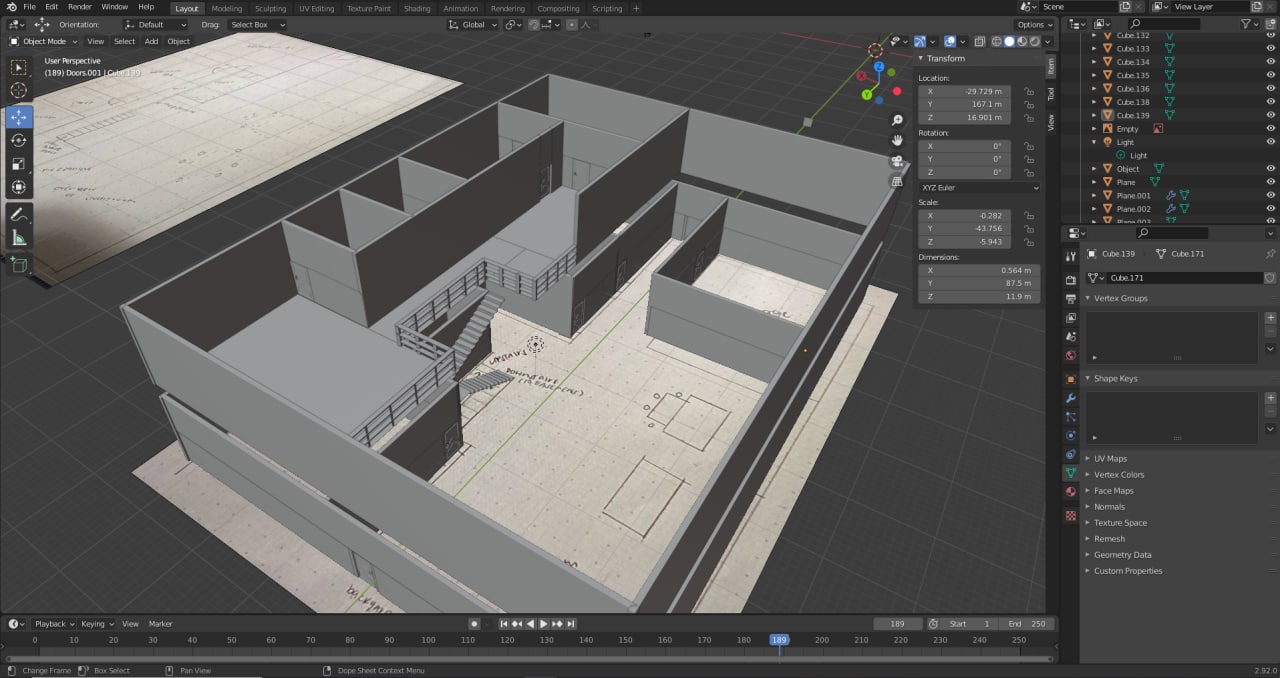 File Edit Render Window Help
Layout Modeling Sculpting UV Editing Texture Paint Shading Animation Rendering Compositing Scripting +
Scene
View Layer
Orientation: Default Drag: Select Box
Global
Options
Object Mode View Select Add Object
User Perspective
(189) Doors.001 | Cube.139
X
Y
Z
Item
Tool
View
Transform
Location:
X -29.729 m
Y 167.1 m
Z 16.901 m
Rotation:
X 0°
Y 0°
Z 0°
XYZ Euler
Scale:
X -0.282
Y -43.756
Z -5.943
Dimensions:
X 0.564 m
Y 87.5 m
Z 11.9 m
Cube.132
Cube.133
Cube.134
Cube.135
Cube.136
Cube.138
Cube.139
Empty
Light
Light
Object
Plane
Plane.001
Plane.002
Plane.003
Cube.139 Cube.171
Cube.171
Vertex Groups
Shape Keys
UV Maps
Vertex Colors
Face Maps
Normals
Texture Space
Remesh
Geometry Data
Custom Properties
UPSTAIRS
DOWNSTAIRS
(BASEMENT)
Playback Keying View Marker
189 Start 1 End 250
0 10 20 30 40 50 60 70 80 90 100 110 120 130 140 150 160 170 180 189 200 210 220 230 240 250
Change Frame Box Select Pan View Dope Sheet Context Menu
2.92.0